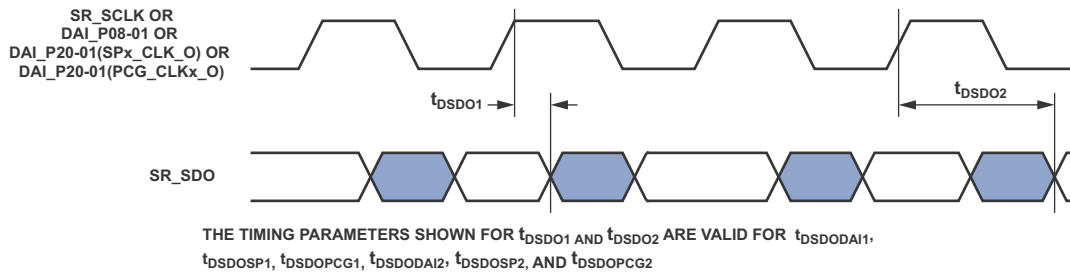 SR_SCLK OR
DAI_P08-01 OR
DAI_P20-01(SPx_CLK_O) OR
DAI_P20-01(PCG_CLKx_O)
tDSDO1
tDSDO2
SR_SDO
THE TIMING PARAMETERS SHOWN FOR tDSDO1 AND tDSDO2 ARE VALID FOR tDSDODAI1,
tDSDOSP1, tDSDOPCG1, tDSDODAI2, tDSDOSP2, AND tDSDOPCG2